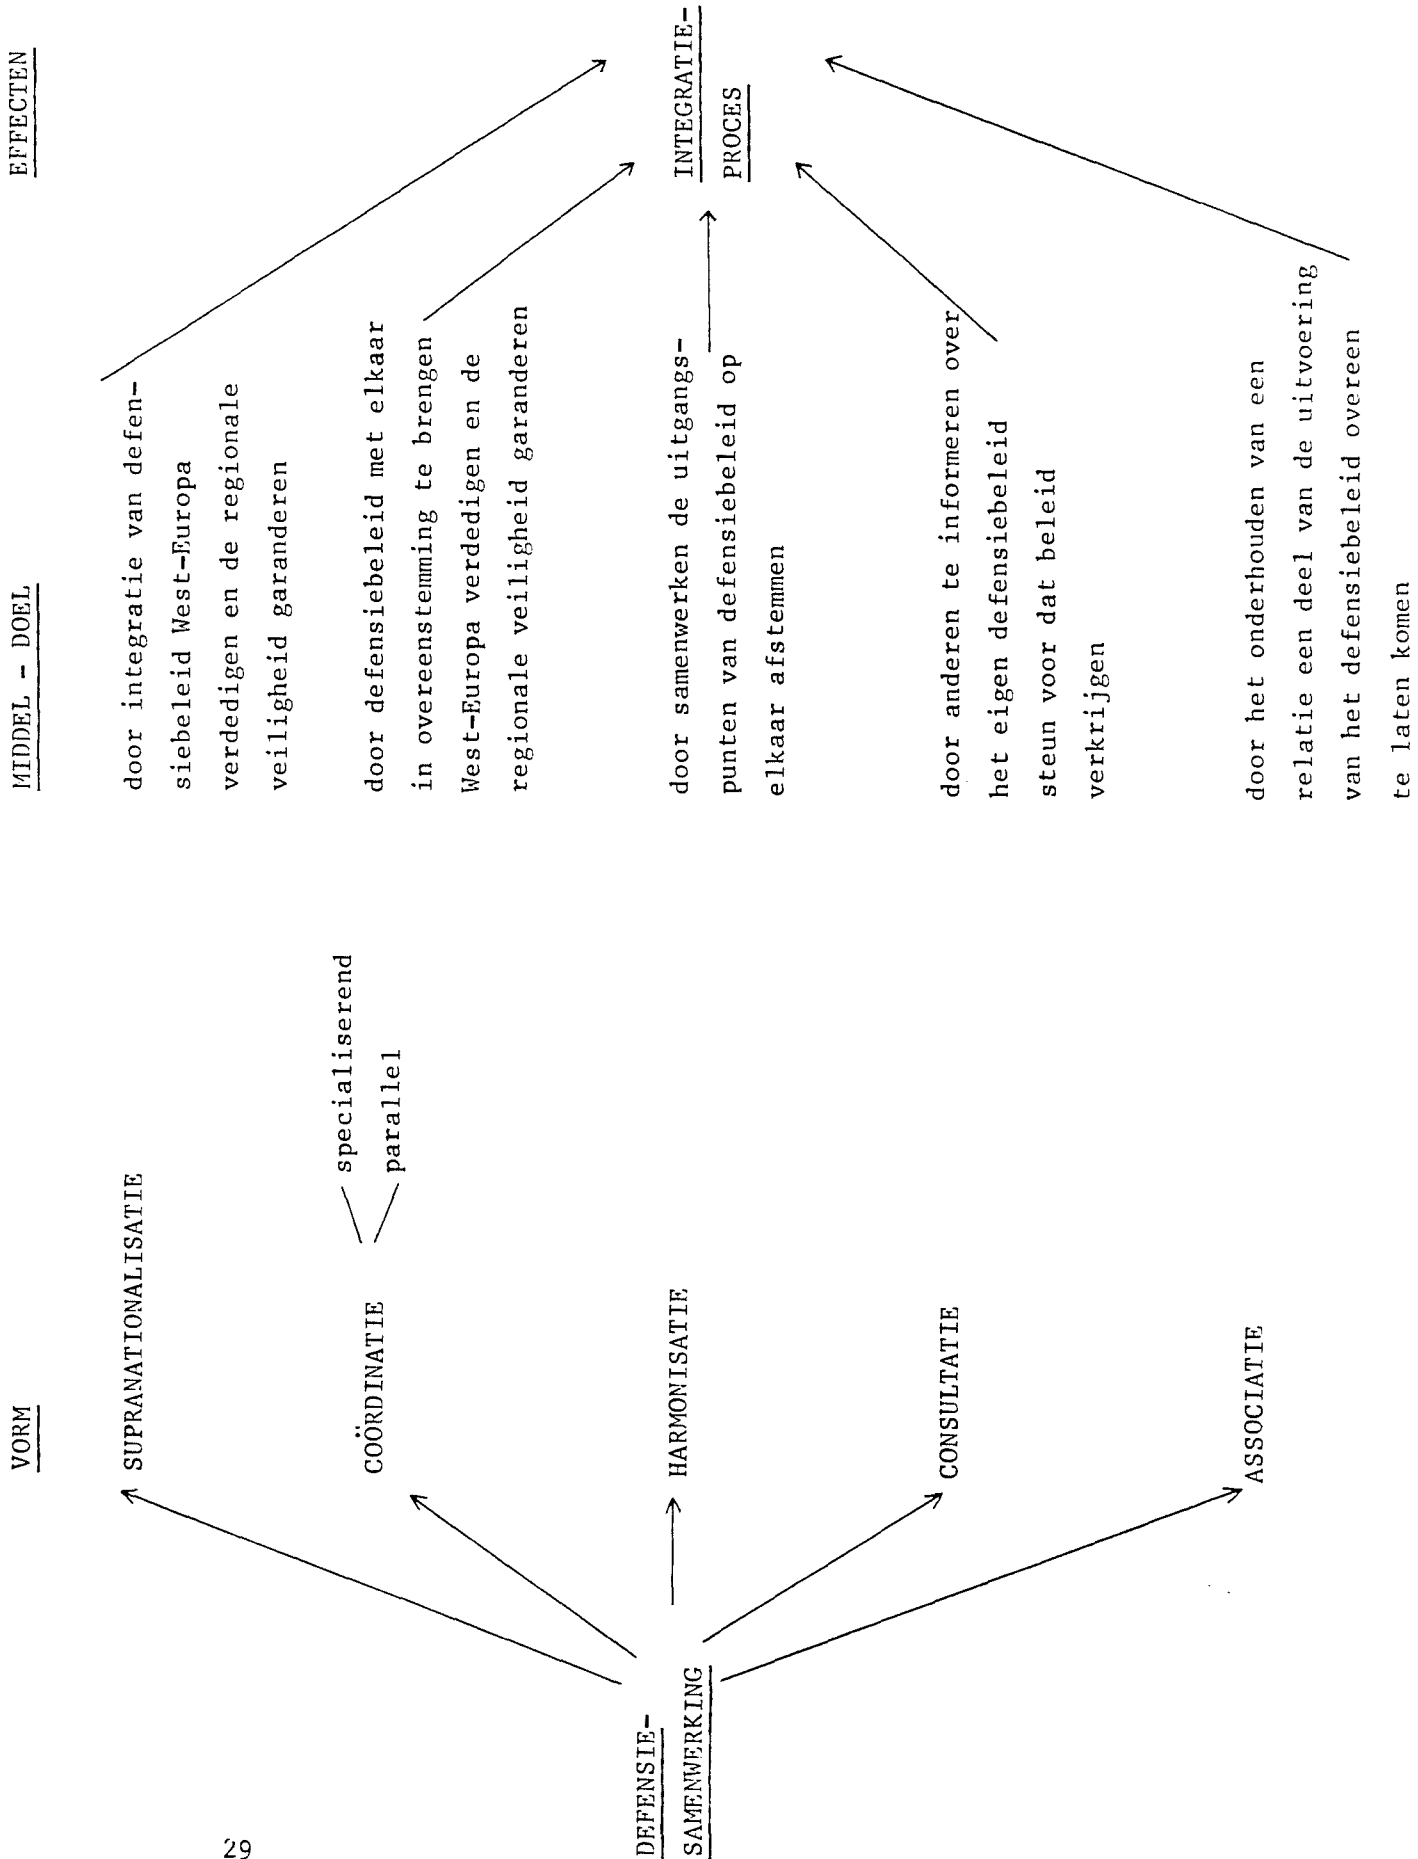 VORM
MIDDEL - DOEL
EFFECTEN
DEFENSIE-
SAMENWERKING
SUPRANATIONALISATIE
door integratie van defen-
siebeleid West-Europa
verdedigen en de regionale
veiligheid garanderen
COÖRDINATIE
specialiserend
parallel
door defensiebeleid met elkaar
in overeenstemming te brengen
West-Europa verdedigen en de
regionale veiligheid garanderen
HARMONISATIE
door samenwerken de uitgangs-
punten van defensiebeleid op
elkaar afstemmen
CONSULTATIE
door anderen te informeren over
het eigen defensiebeleid
steun voor dat beleid
verkrijgen
ASSOCIATIE
door het onderhouden van een
relatie een deel van de uitvoering
van het defensiebeleid overeen
te laten komen
INTEGRATIE-
PROCES
29